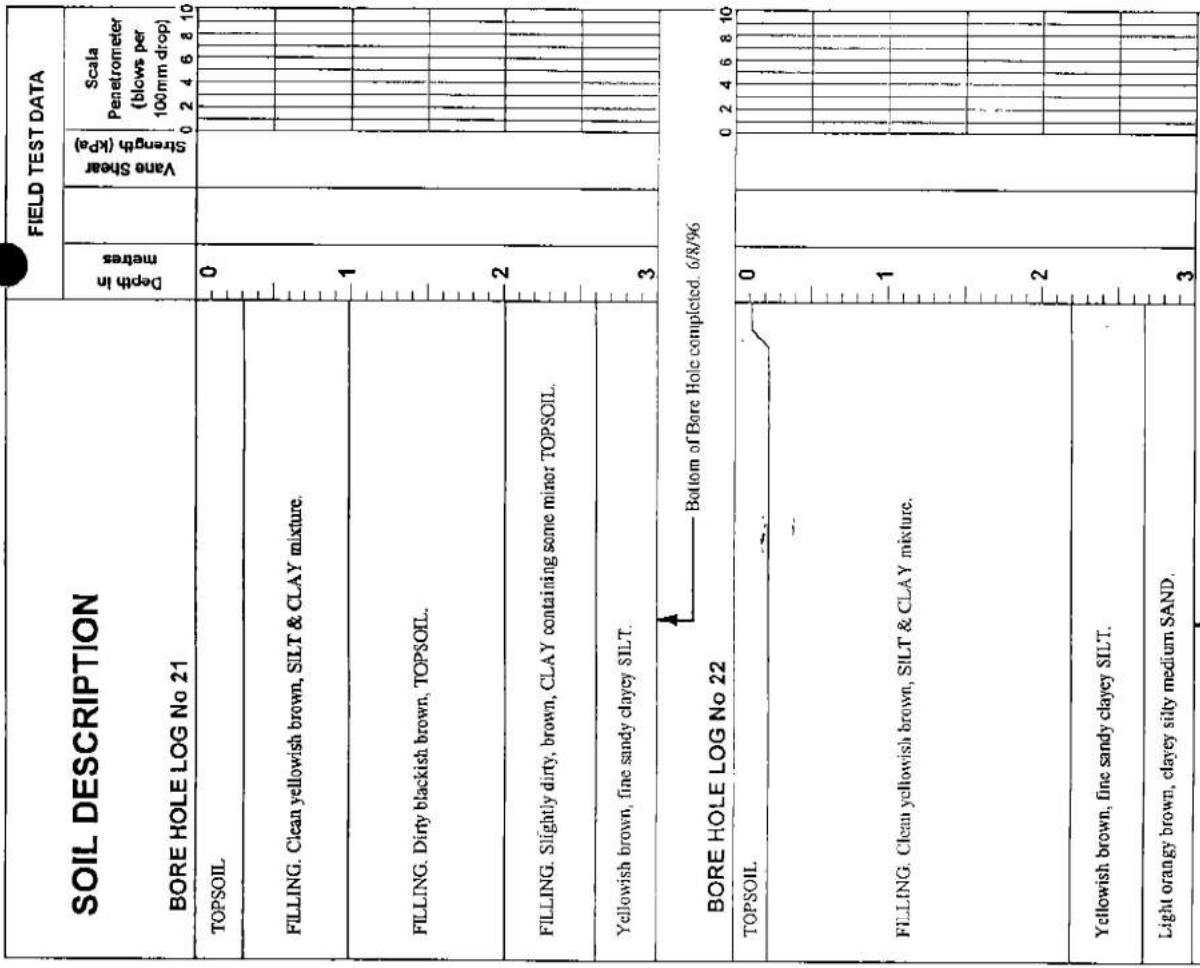 SOIL DESCRIPTION
FIELD TEST DATA
Depth in
metres
Vane Shear
Strength (kPa)
Scala
Penetrometer
(blows per
100mm drop)
0 2 4 6 8 10
BORE HOLE LOG No 21
0
TOPSOIL
FILLING. Clean yellowish brown, SILT & CLAY mixture.
1
FILLING. Dirty blackish brown, TOPSOIL.
2
FILLING. Slightly dirty, brown, CLAY containing some minor TOPSOIL.
Yellowish brown, fine sandy clayey SILT.
3
Bottom of Bore Hole completed. 6/8/96
BORE HOLE LOG No 22
0 2 4 6 8 10
0
TOPSOIL
FILLING. Clean yellowish brown, SILT & CLAY mixture.
1
2
Yellowish brown, fine sandy clayey SILT.
Light orangy brown, clayey silty medium SAND.
3